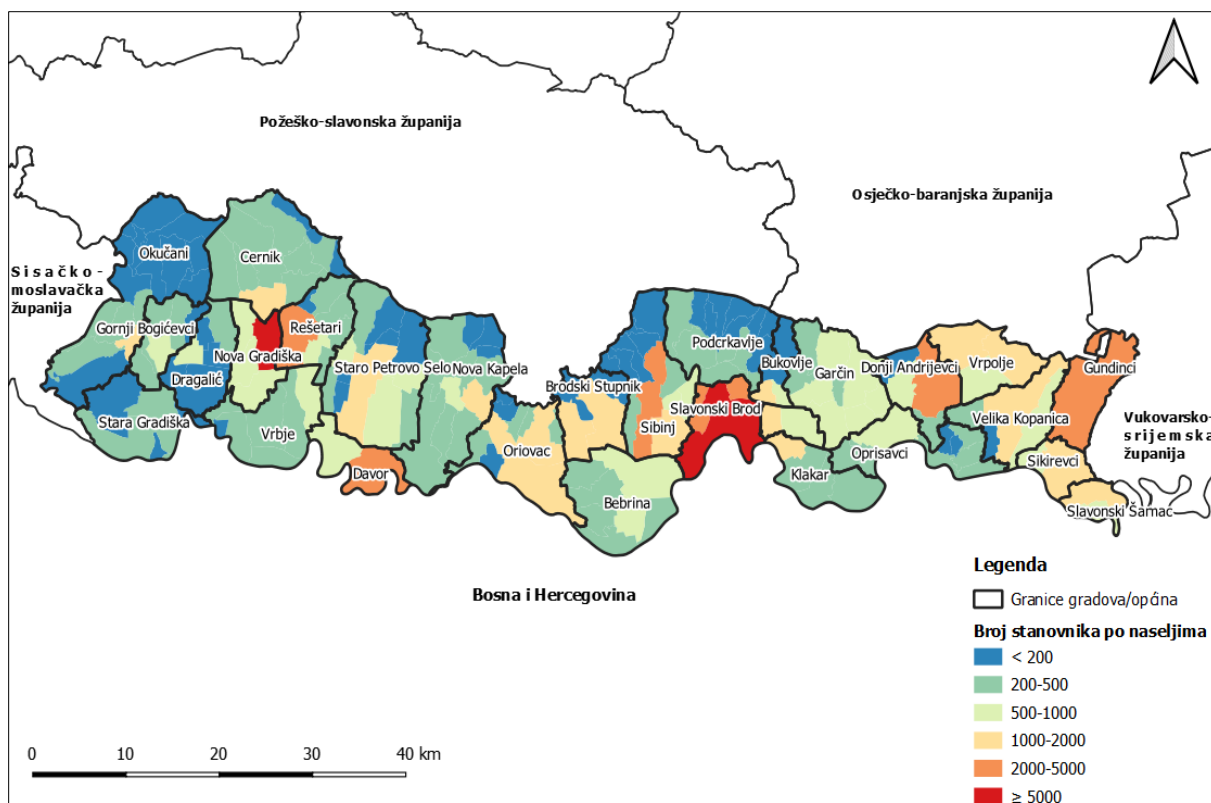 Požeško-slavonska županija
Osječko-baranjska županija
S i s a č k o -
moslavačka
županija
Okučani
Cernik
Gornji Bogićevci
Rešetari
Nova Gradiška
Dragalić
Staro Petrovo Selo
Nova Kapela
Stara Gradiška
Vrbje
Davor
Oriovac
Brodski Stupnik
Podcrkavlje
Bukovlje
Slavonski Brod
Sibinj
Bebrina
Garčin
Donji Andrijevci
Vrpolje
Gundinci
Velika Kopanica
Oprisavci
Klakar
Sikirevci
Slavonski Šamac
Vukovarsko-
s r i j e m s k a
županija
Bosna i Hercegovina
Legenda
Granice gradova/općina
Broj stanovnika po naseljima
< 200
200-500
500-1000
1000-2000
2000-5000
≥ 5000
0 10 20 30 40 km